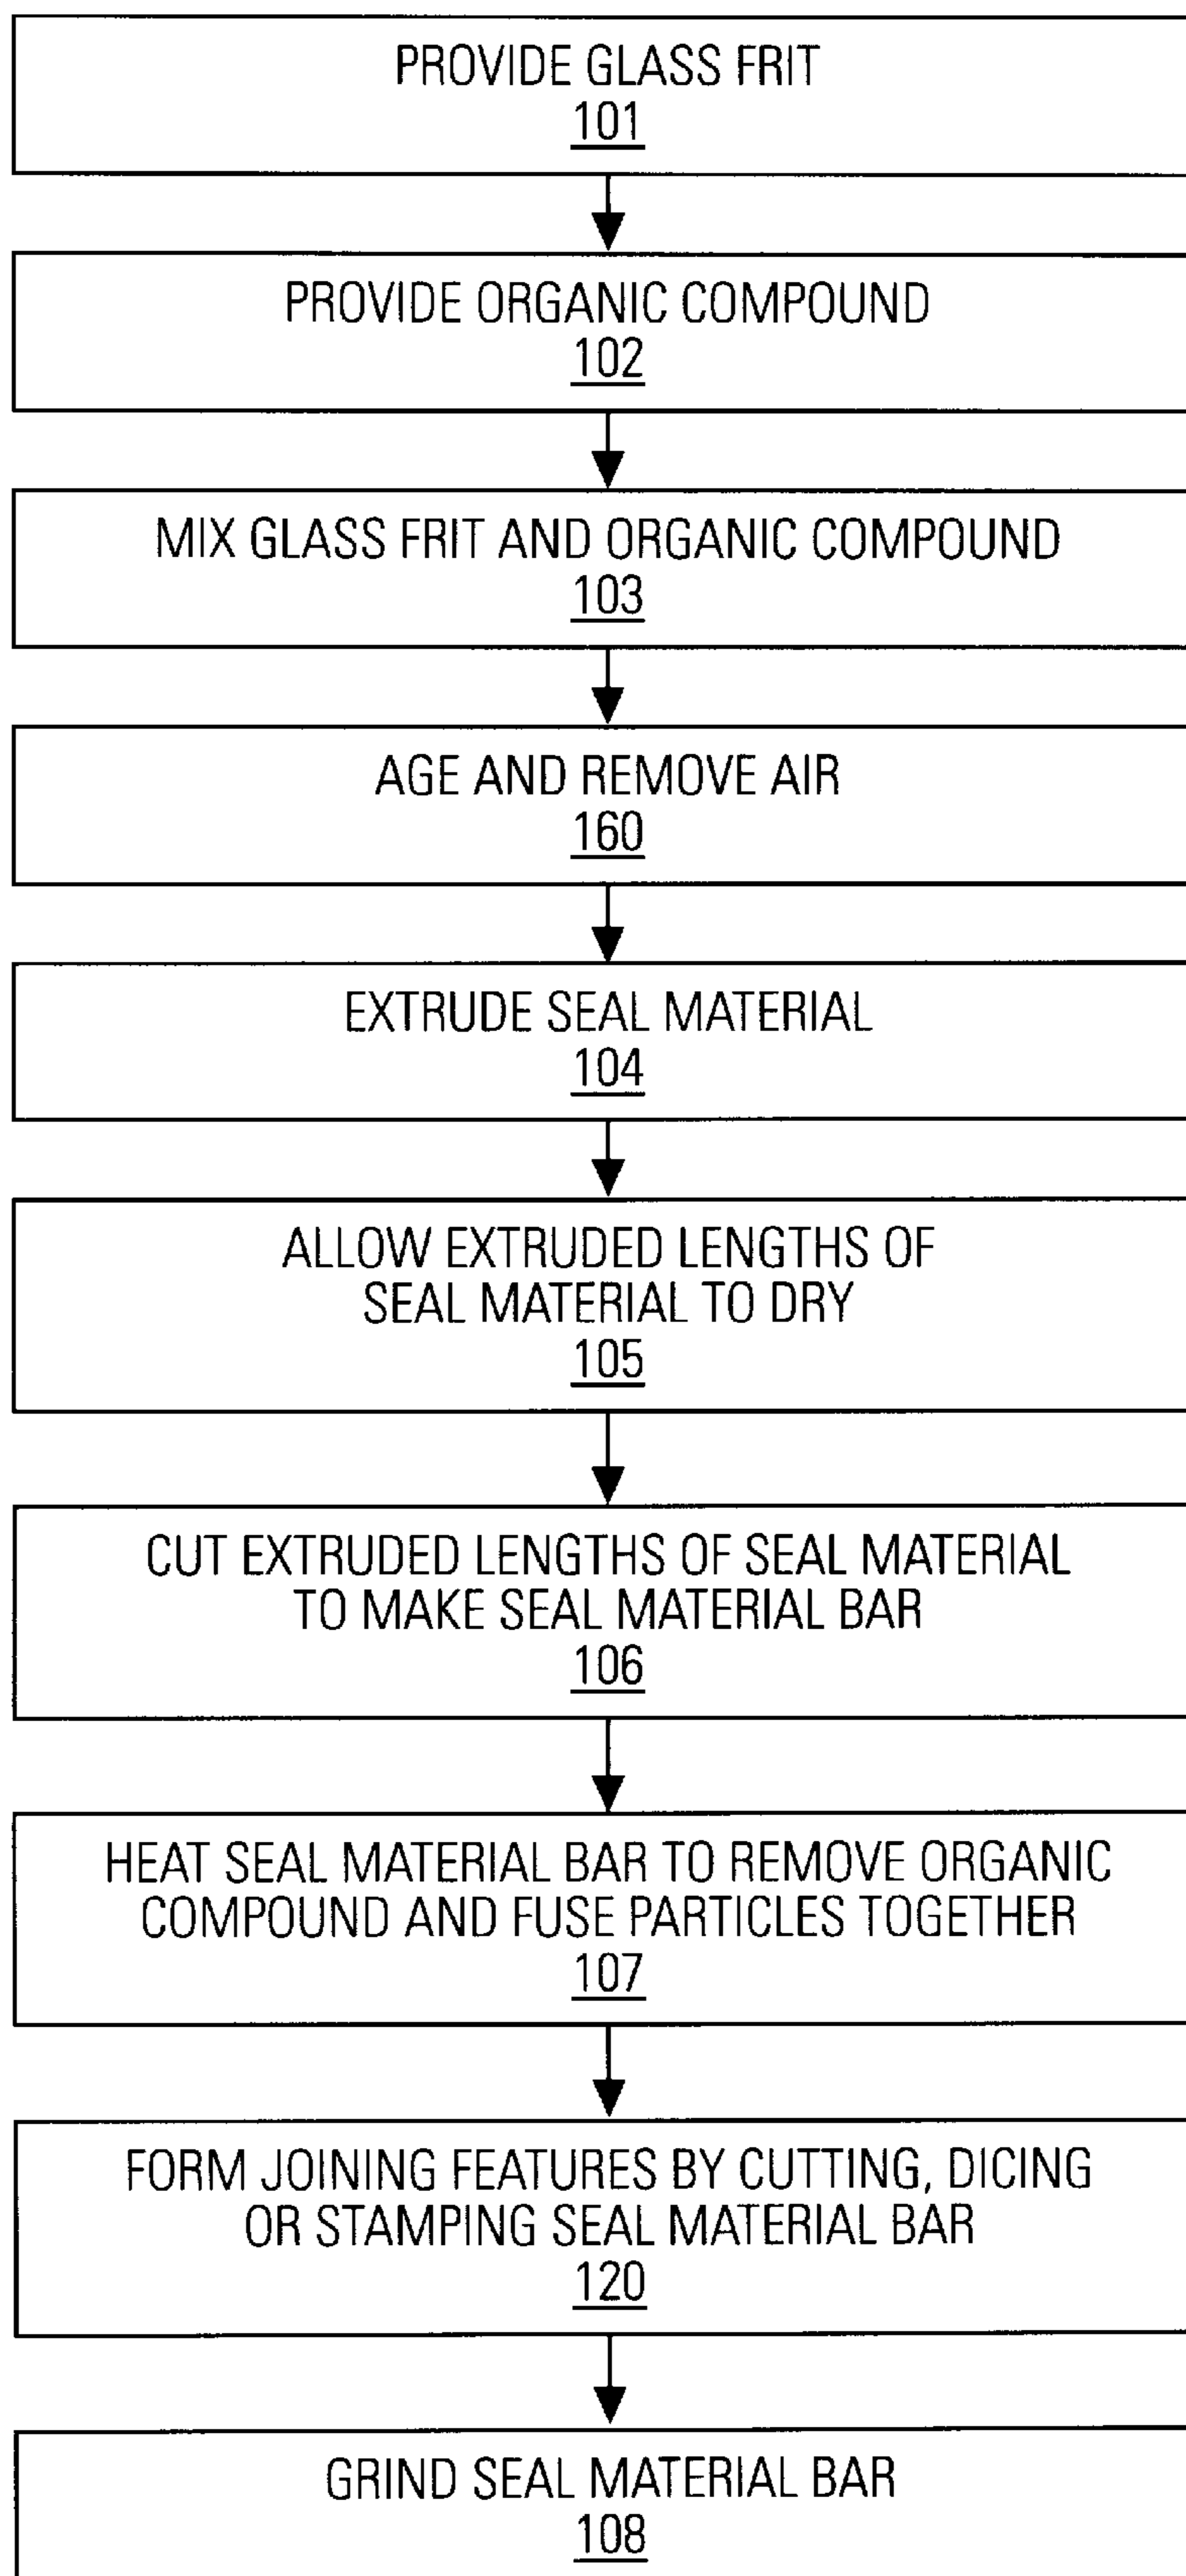 PROVIDE GLASS FRIT
101
PROVIDE ORGANIC COMPOUND
102
MIX GLASS FRIT AND ORGANIC COMPOUND
103
AGE AND REMOVE AIR
160
EXTRUDE SEAL MATERIAL
104
ALLOW EXTRUDED LENGTHS OF
SEAL MATERIAL TO DRY
105
CUT EXTRUDED LENGTHS OF SEAL MATERIAL
TO MAKE SEAL MATERIAL BAR
106
HEAT SEAL MATERIAL BAR TO REMOVE ORGANIC
COMPOUND AND FUSE PARTICLES TOGETHER
107
FORM JOINING FEATURES BY CUTTING, DICING
OR STAMPING SEAL MATERIAL BAR
120
GRIND SEAL MATERIAL BAR
108